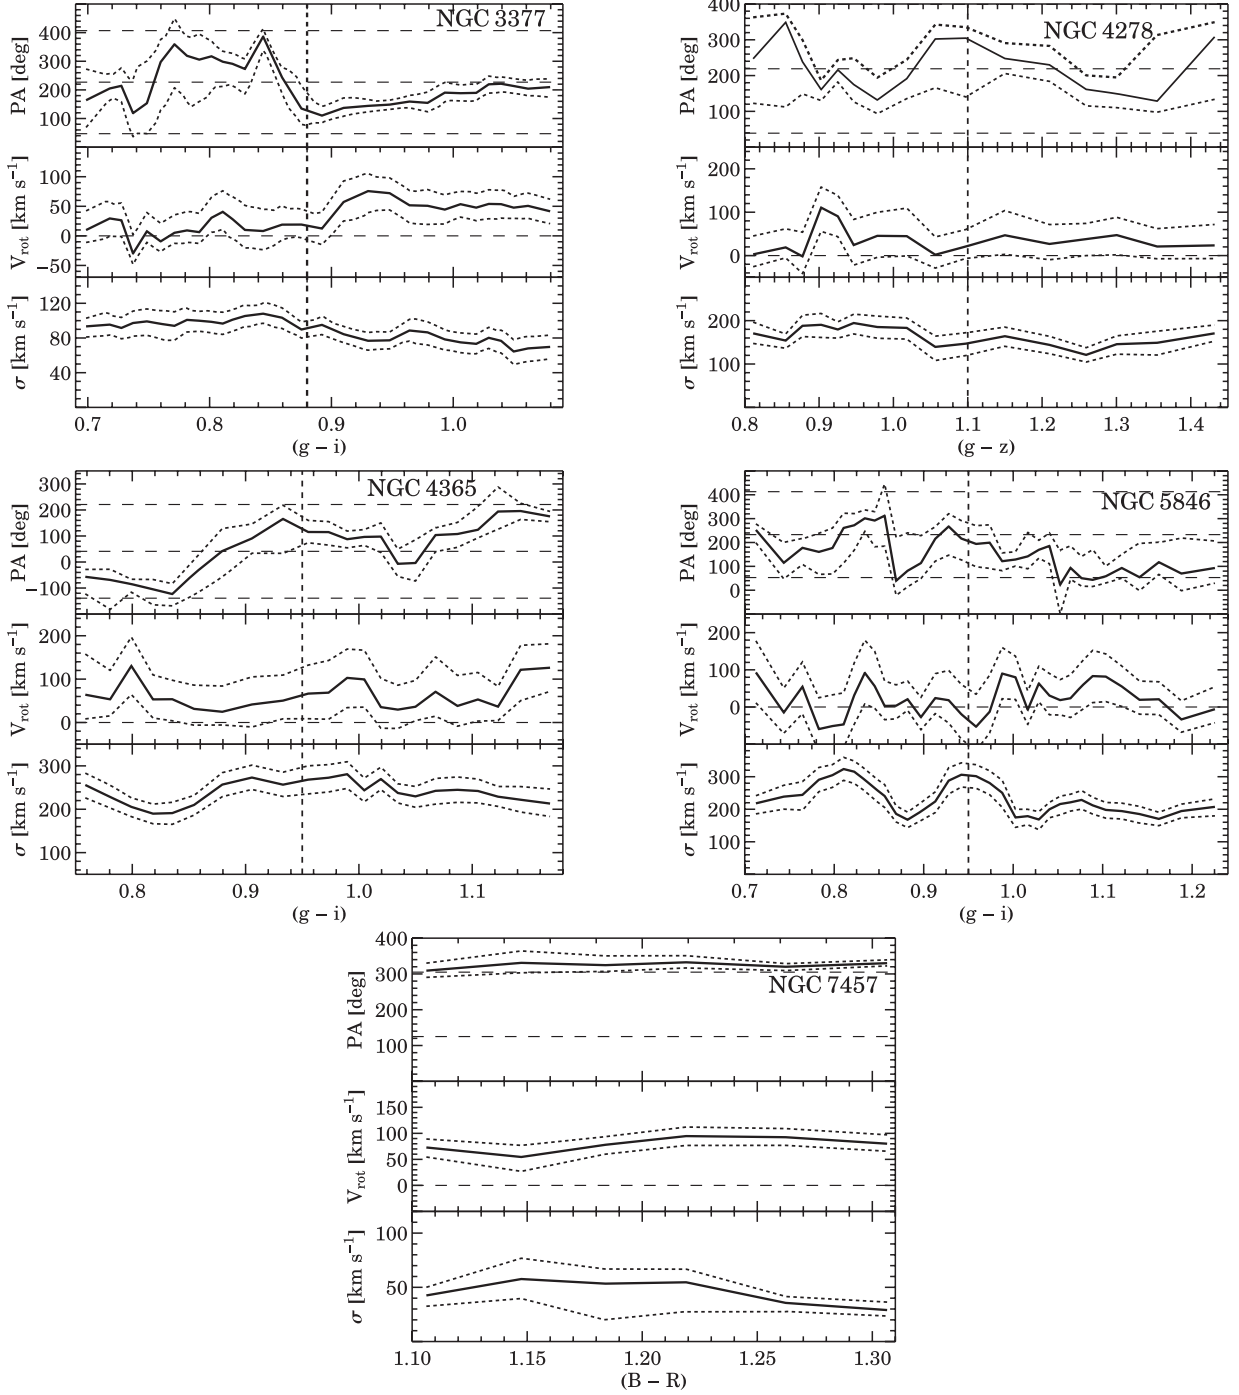 NGC 3377
PA [deg]
400
300
200
100
V_rot [km s⁻¹]
100
50
0
−50
σ [km s⁻¹]
120
80
40
0.7 0.8 0.9 1.0
(g − i)
NGC 4278
PA [deg]
400
300
200
100
V_rot [km s⁻¹]
200
100
0
σ [km s⁻¹]
200
100
0.8 0.9 1.0 1.1 1.2 1.3 1.4
(g − z)
NGC 4365
PA [deg]
300
200
100
0
−100
V_rot [km s⁻¹]
200
100
0
σ [km s⁻¹]
300
200
100
0.8 0.9 1.0 1.1
(g − i)
NGC 5846
PA [deg]
400
300
200
100
0
V_rot [km s⁻¹]
200
100
0
σ [km s⁻¹]
300
200
100
0.7 0.8 0.9 1.0 1.1 1.2
(g − i)
NGC 7457
PA [deg]
400
300
200
100
V_rot [km s⁻¹]
150
100
50
0
σ [km s⁻¹]
100
50
1.10 1.15 1.20 1.25 1.30
(B − R)